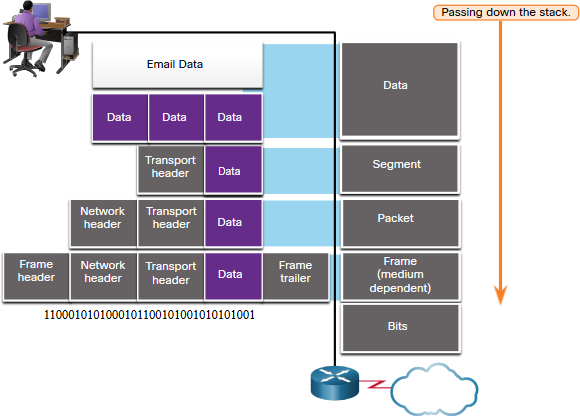 Passing down the stack.
Email Data
Data
Data Data Data
Transport
header
Data
Segment
Network
header
Transport
header
Data
Packet
Frame
header
Network
header
Transport
header
Data
Frame
trailer
Frame
(medium
dependent)
1100010101000101100101001010101001
Bits